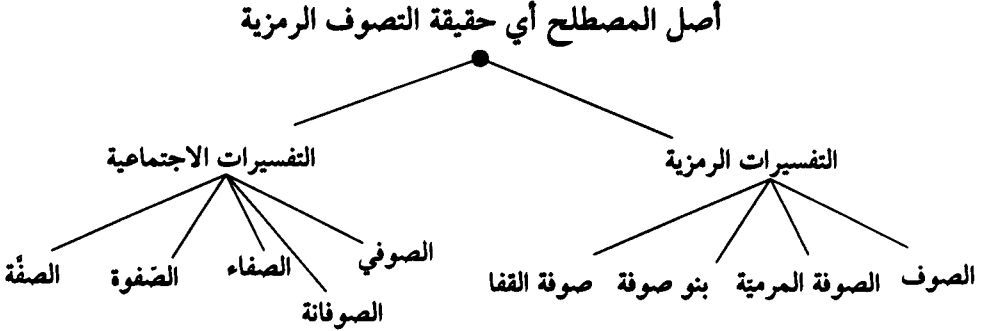 أصل المصطلح أي حقيقة التصوف الرمزية
التفسيرات الرمزية
التفسيرات الاجتماعية
الصوف
الصوفة المرميّة
بنو صوفة
صوفة القفا
الصوفي
الصوفانة
الصفاء
الصّفوة
الصفَّة